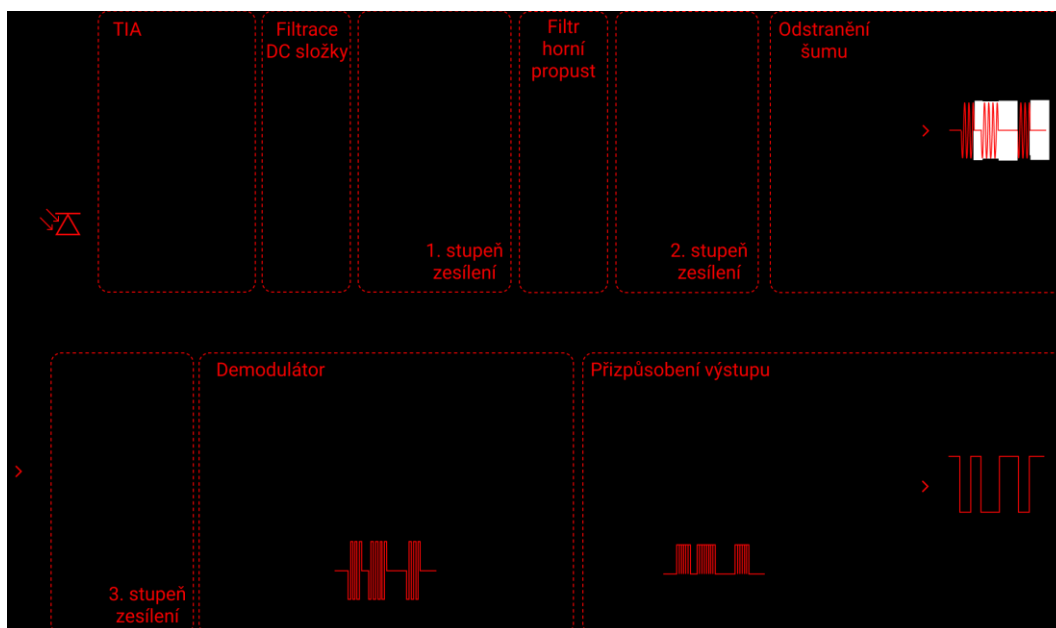 TIA
Filtrace
DC složky
1. stupeň
zesílení
Filtr
horní
propust
2. stupeň
zesílení
Odstranění
šumu
3. stupeň
zesílení
Demodulátor
Přizpůsobení výstupu